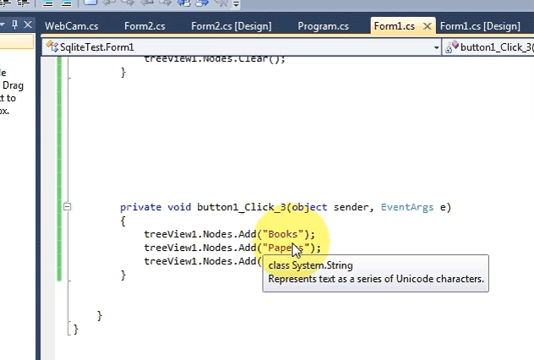 WebCam.cs Form2.cs Form2.cs [Design] Program.cs Form1.cs Form1.cs [Design]
SqliteTest.Form1 button1_Click_3(
Drag
to
treeView1.Nodes.Clear();
}
private void button1_Click_3(object sender, EventArgs e)
{
treeView1.Nodes.Add("Books");
treeView1.Nodes.Add("Papers");
treeView1.Nodes.Add(
class System.String
Represents text as a series of Unicode characters.
}
}
}